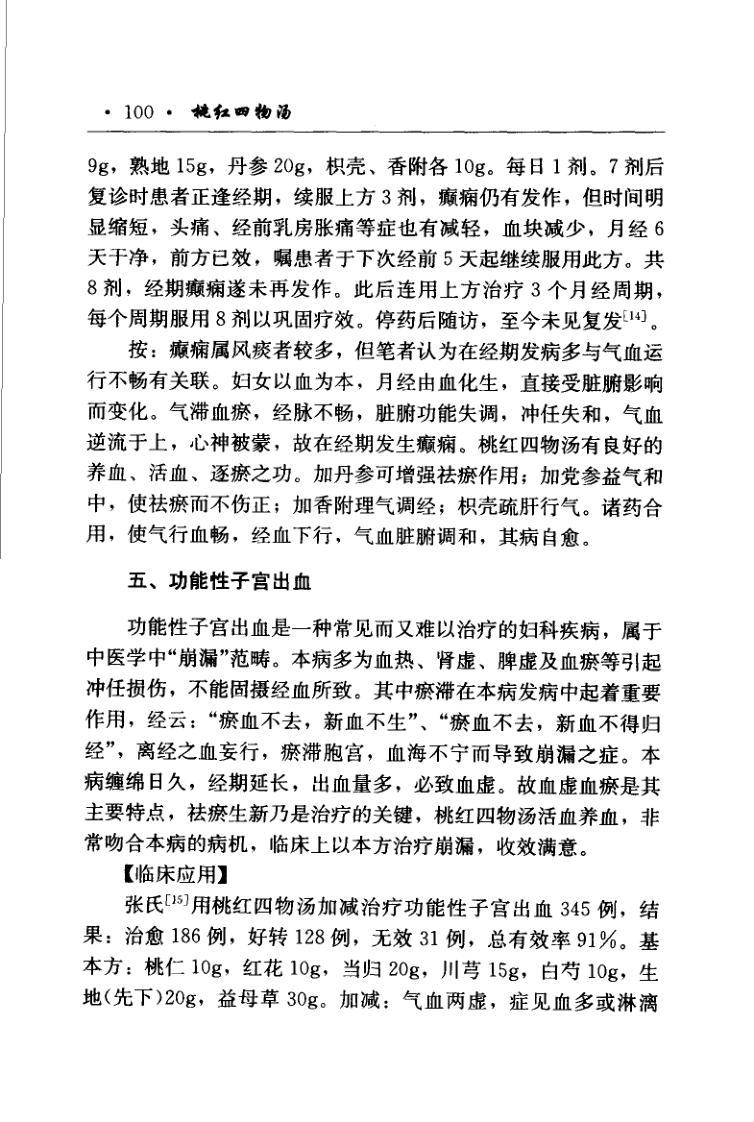 · 100 · 桃红四物汤
9g，熟地 15g，丹参 20g，枳壳、香附各 10g。每日 1 剂。7 剂后
复诊时患者正逢经期，续服上方 3 剂，癫痫仍有发作，但时间明
显缩短，头痛、经前乳房胀痛等症也有减轻，血块减少，月经 6
天干净，前方已效，嘱患者于下次经前 5 天起继续服用此方。共
8 剂，经期癫痫遂未再发作。此后连用上方治疗 3 个月经周期，
每个周期服用 8 剂以巩固疗效。停药后随访，至今未见复发[14]。
按：癫痫属风痰者较多，但笔者认为在经期发病多与气血运
行不畅有关联。妇女以血为本，月经由血化生，直接受脏腑影响
而变化。气滞血瘀，经脉不畅，脏腑功能失调，冲任失和，气血
逆流于上，心神被蒙，故在经期发生癫痫。桃红四物汤有良好的
养血、活血、逐瘀之功。加丹参可增强祛瘀作用；加党参益气和
中，使祛瘀而不伤正；加香附理气调经；枳壳疏肝行气。诸药合
用，使气行血畅，经血下行，气血脏腑调和，其病自愈。
五、功能性子宫出血
功能性子宫出血是一种常见而又难以治疗的妇科疾病，属于
中医学中“崩漏”范畴。本病多为血热、肾虚、脾虚及血瘀等引起
冲任损伤，不能固摄经血所致。其中瘀滞在本病发病中起着重要
作用，经云：“瘀血不去，新血不生”、“瘀血不去，新血不得归
经”，离经之血妄行，瘀滞胞宫，血海不宁而导致崩漏之症。本
病缠绵日久，经期延长，出血量多，必致血虚。故血虚血瘀是其
主要特点，祛瘀生新乃是治疗的关键，桃红四物汤活血养血，非
常吻合本病的病机，临床上以本方治疗崩漏，收效满意。
【临床应用】
张氏[15]用桃红四物汤加减治疗功能性子宫出血 345 例，结
果：治愈 186 例，好转 128 例，无效 31 例，总有效率 91%。基
本方：桃仁 10g，红花 10g，当归 20g，川芎 15g，白芍 10g，生
地(先下)20g，益母草 30g。加减：气血两虚，症见血多或淋漓